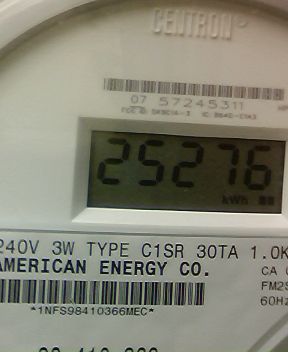 CENTRON
07 57245311
25276
kWh
240V 3W TYPE C1SR 30TA 1.0K
AMERICAN ENERGY CO.
CA
FM2S
60Hz
*1NFS98410366MEC*